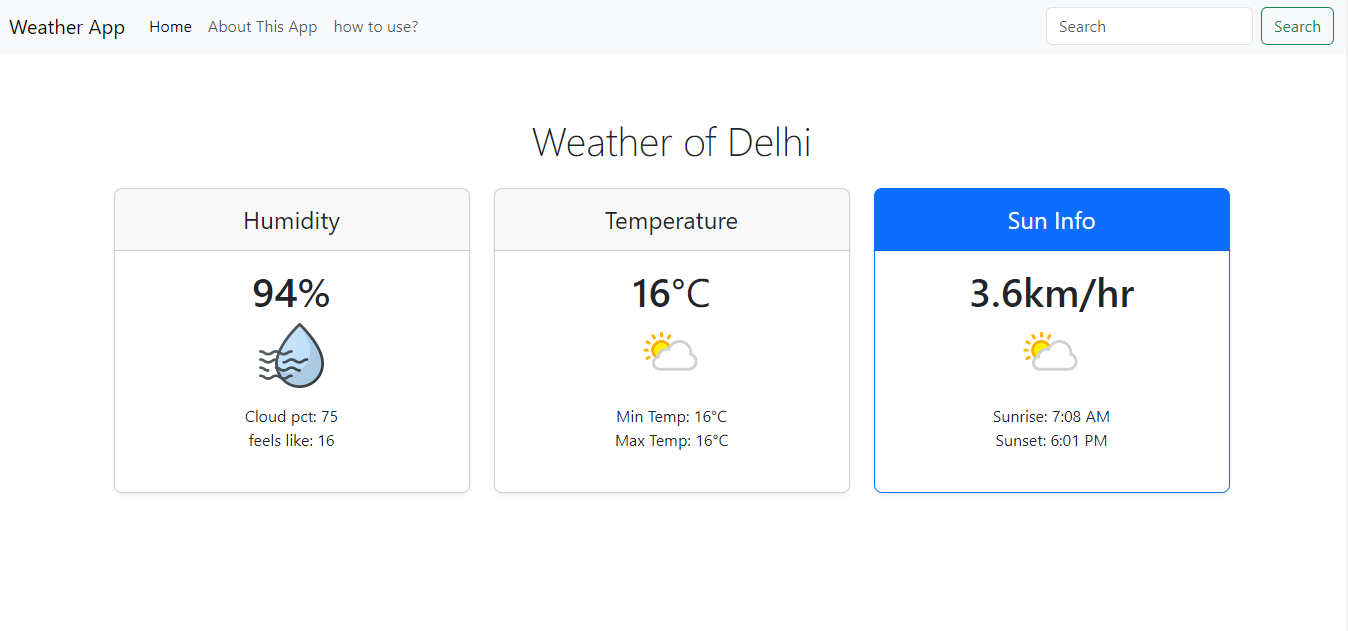 Weather App Home About This App how to use? Search Search
Weather of Delhi
Humidity
94%
Cloud pct: 75
feels like: 16
Temperature
16°C
Min Temp: 16°C
Max Temp: 16°C
Sun Info
3.6km/hr
Sunrise: 7:08 AM
Sunset: 6:01 PM